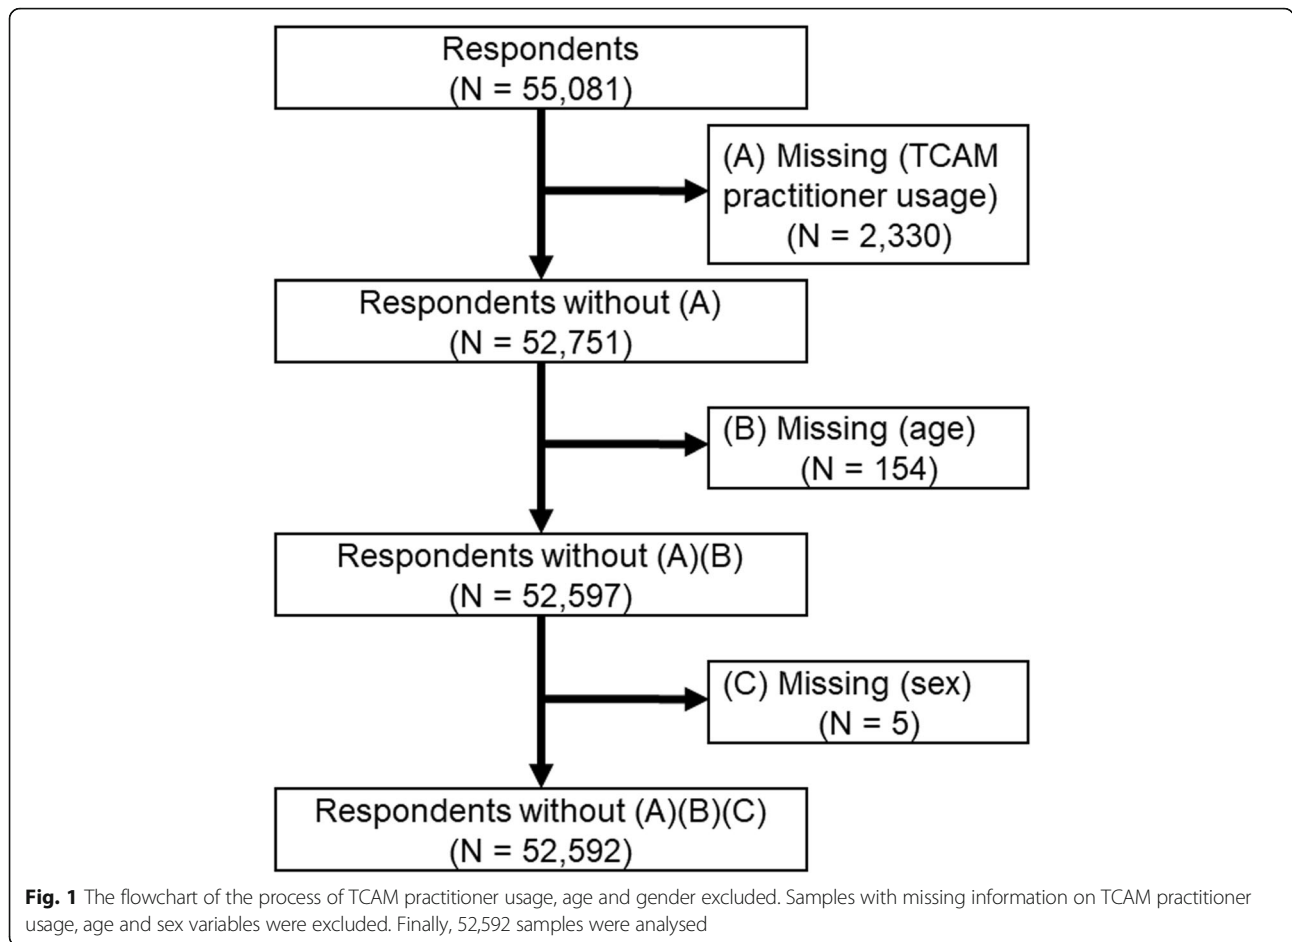 Respondents
(N = 55,081)
(A) Missing (TCAM
practitioner usage)
(N = 2,330)
Respondents without (A)
(N = 52,751)
(B) Missing (age)
(N = 154)
Respondents without (A)(B)
(N = 52,597)
(C) Missing (sex)
(N = 5)
Respondents without (A)(B)(C)
(N = 52,592)
Fig. 1 The flowchart of the process of TCAM practitioner usage, age and gender excluded. Samples with missing information on TCAM practitioner
usage, age and sex variables were excluded. Finally, 52,592 samples were analysed